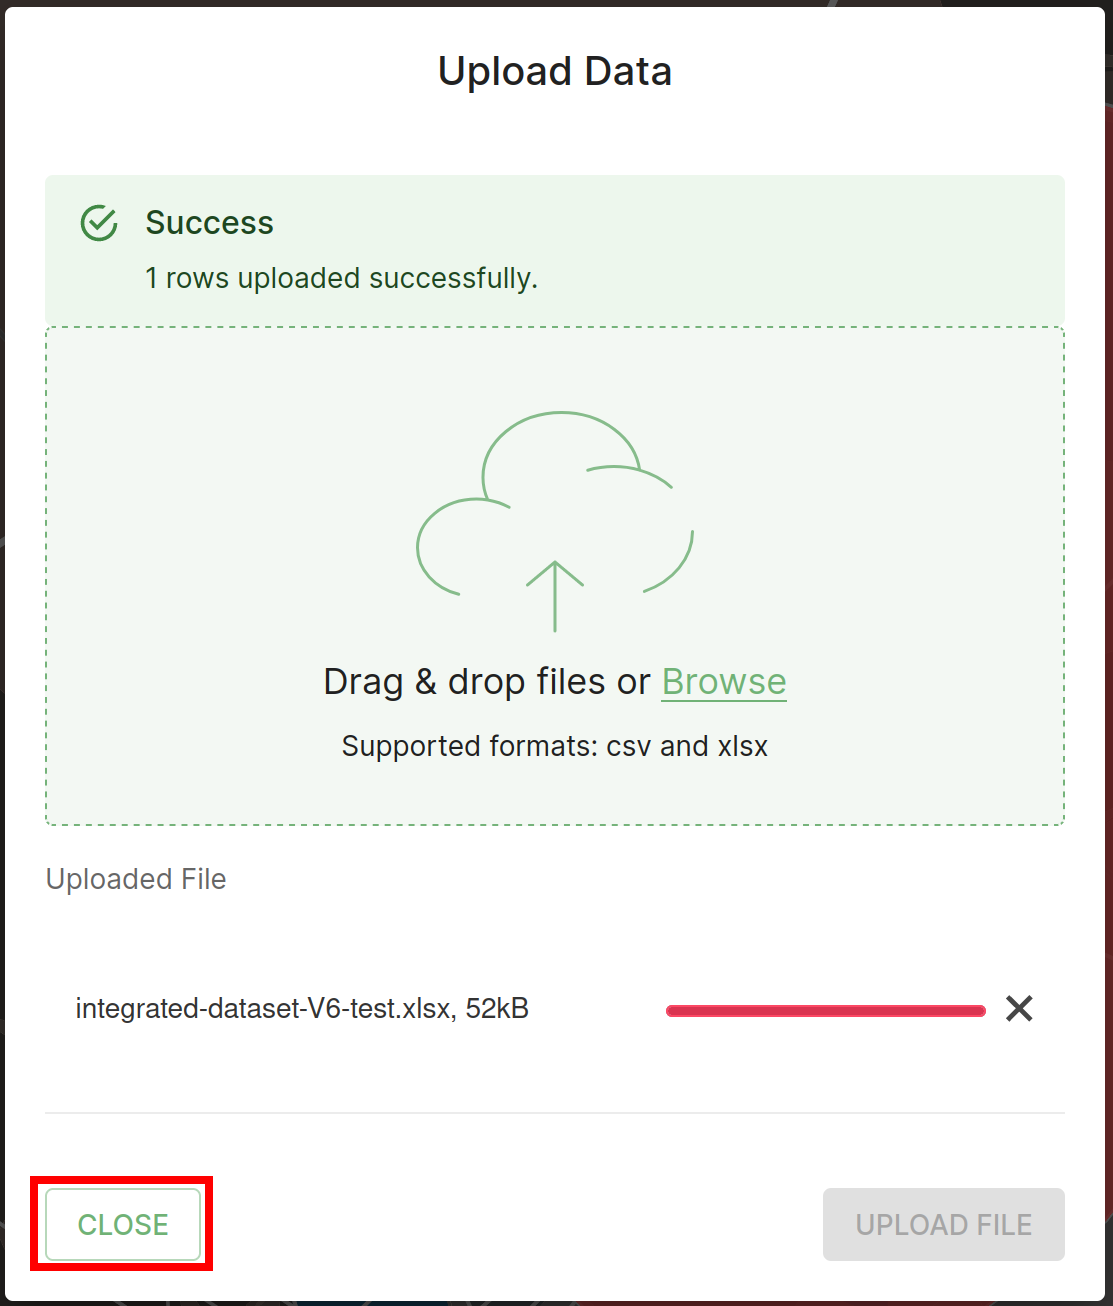 Upload Data
Success
1 rows uploaded successfully.
Drag & drop files or Browse
Supported formats: csv and xlsx
Uploaded File
integrated-dataset-V6-test.xlsx, 52kB
CLOSE
UPLOAD FILE